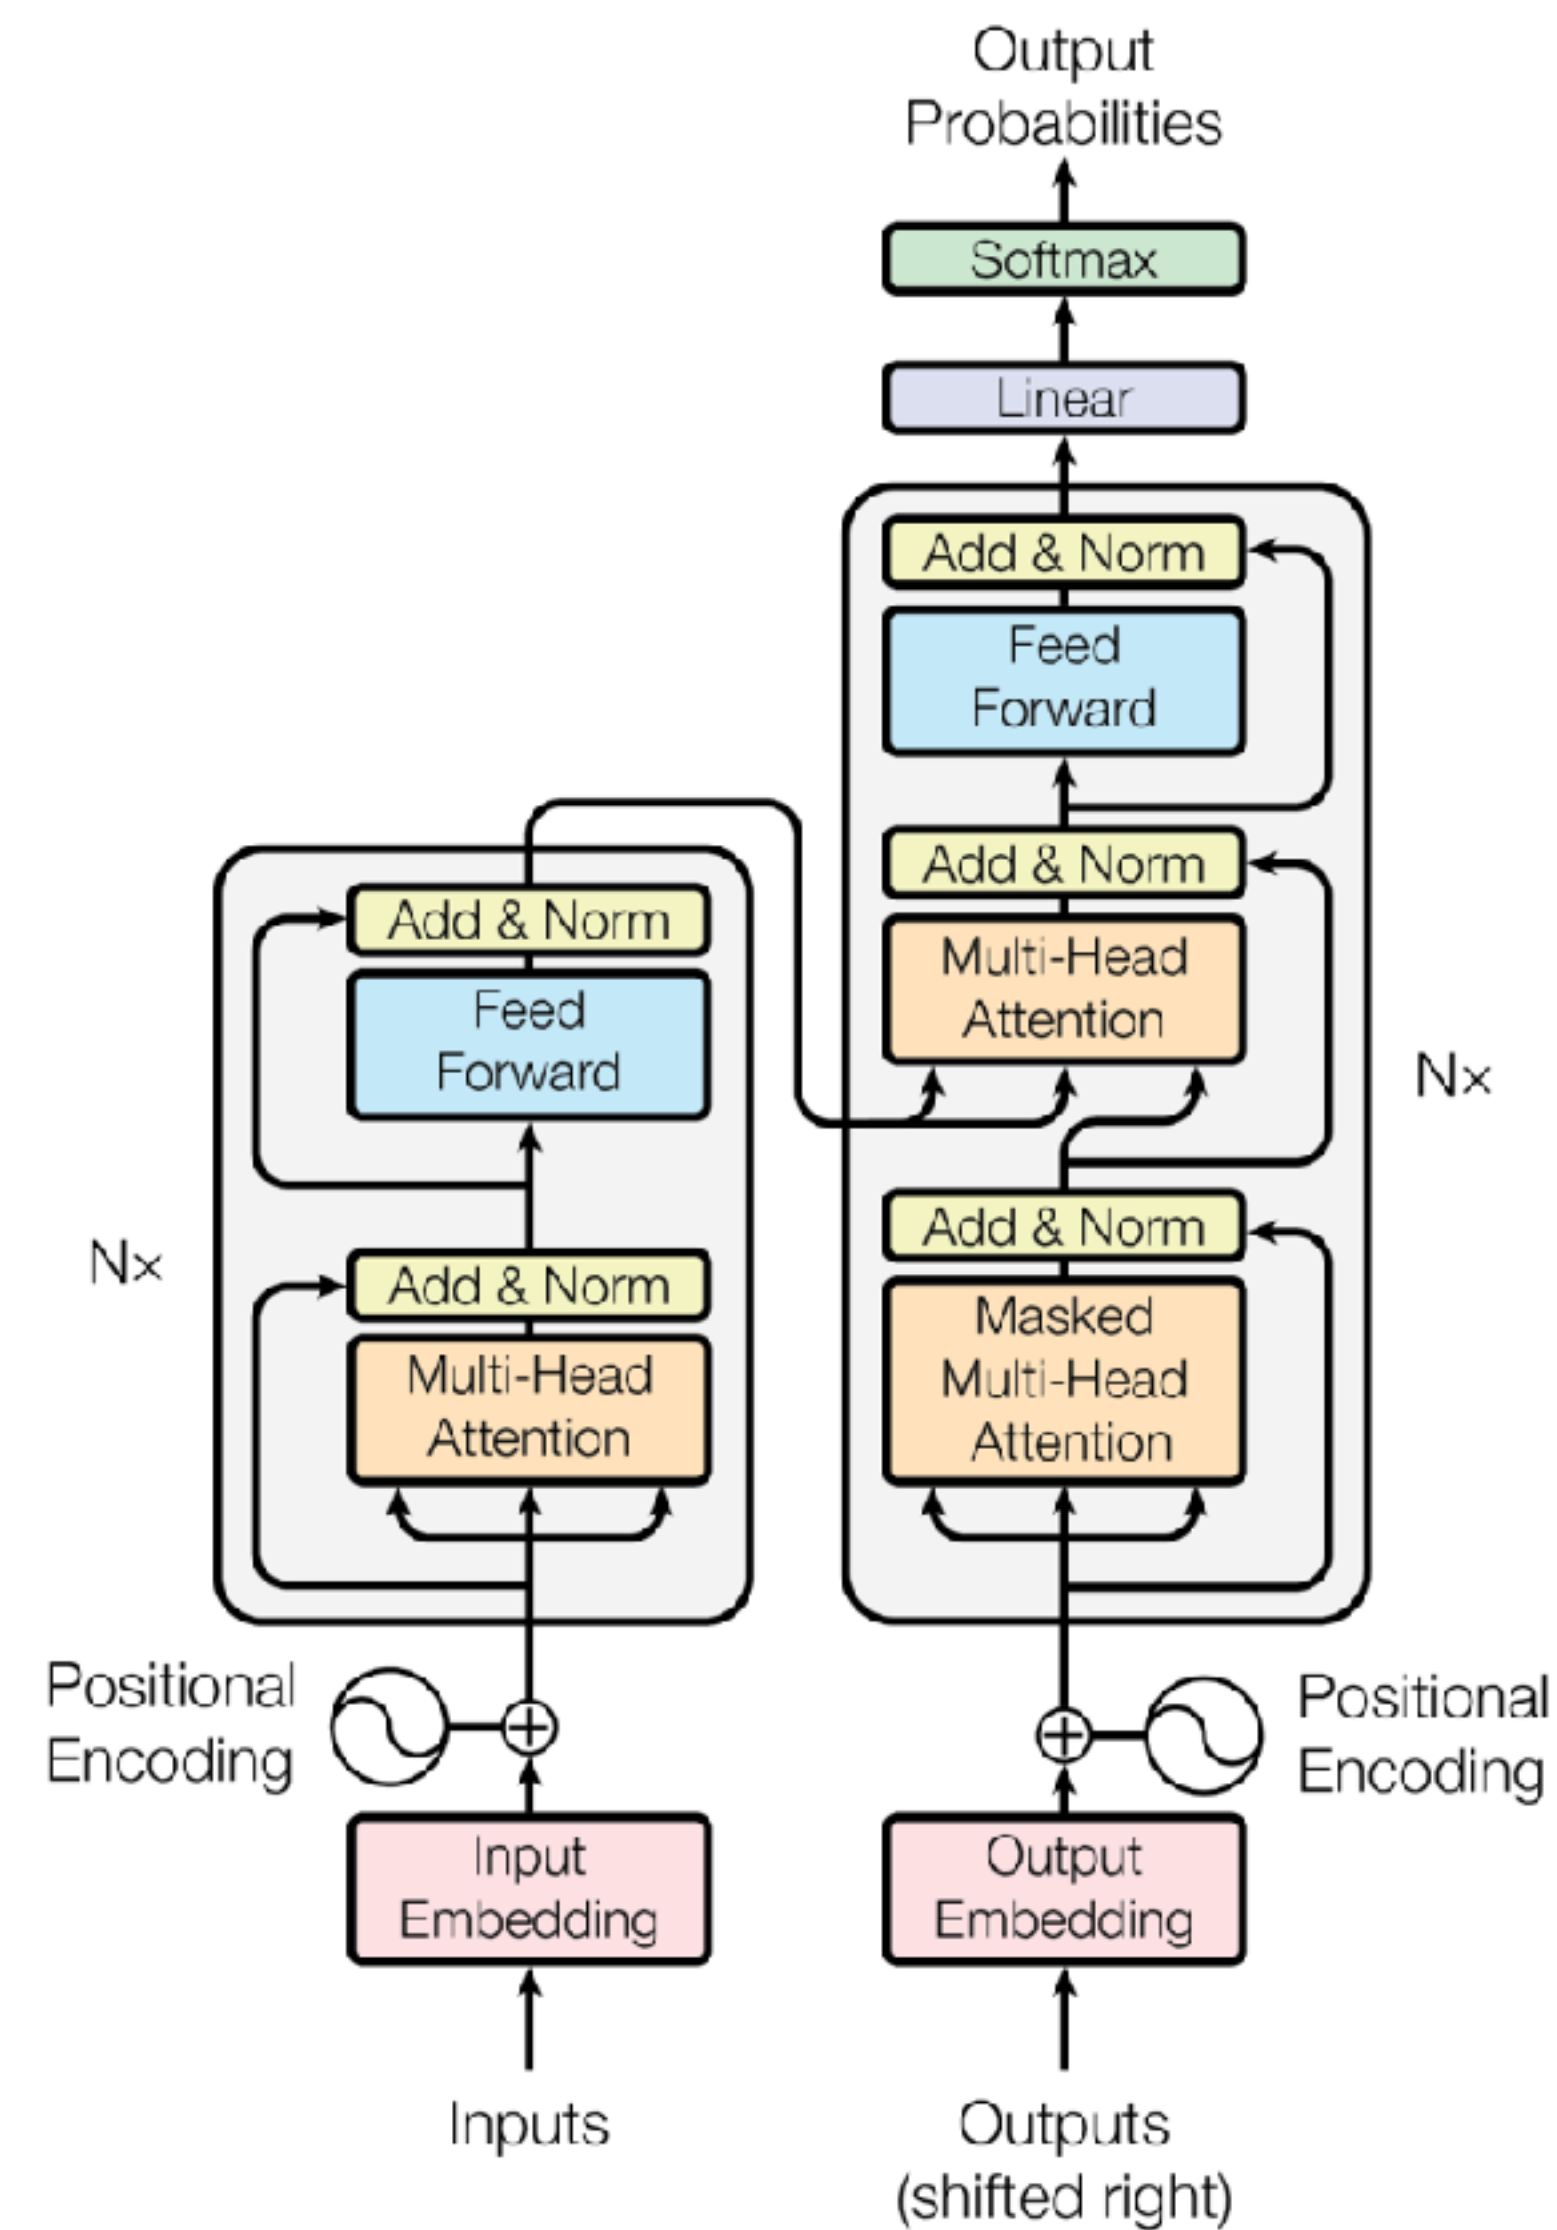 Output
Probabilities
Softmax
Linear
Add & Norm
Feed
Forward
Add & Norm
Multi-Head
Attention
Nx
Add & Norm
Masked
Multi-Head
Attention
Add & Norm
Feed
Forward
Nx
Add & Norm
Multi-Head
Attention
Positional
Encoding
Positional
Encoding
Input
Embedding
Output
Embedding
Inputs
Outputs
(shifted right)